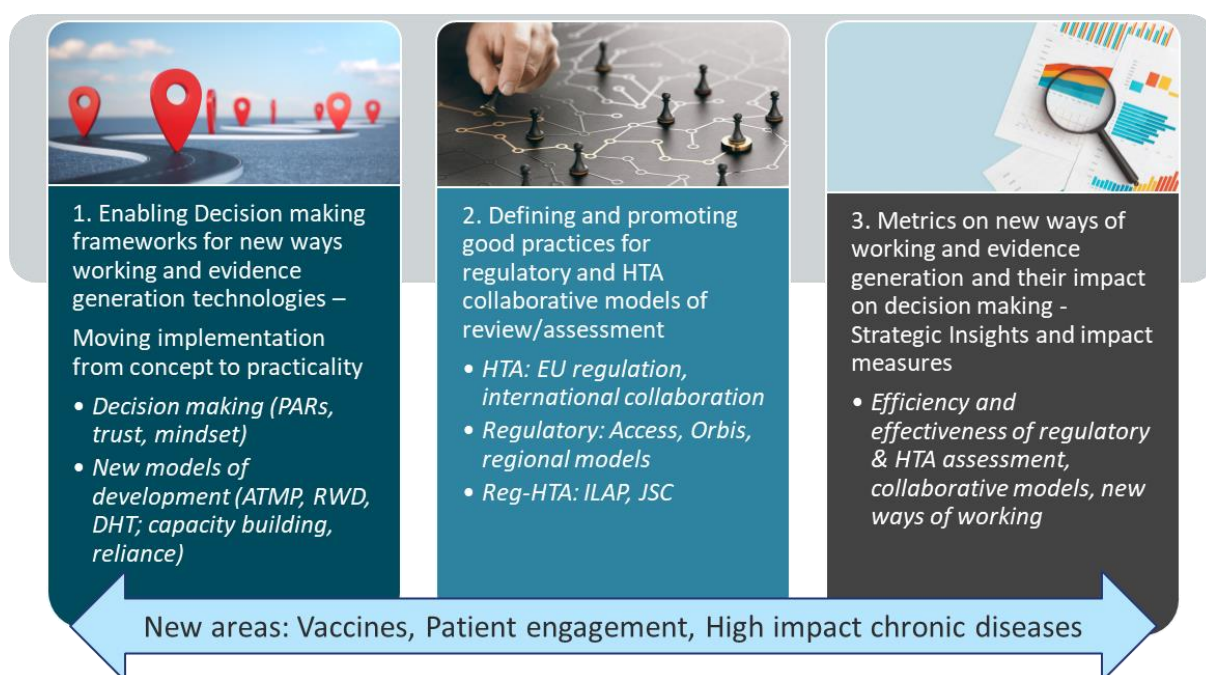 1. Enabling Decision making
frameworks for new ways
working and evidence
generation technologies –
Moving implementation
from concept to practicality
• Decision making (PARs,
trust, mindset)
• New models of
development (ATMP, RWD,
DHT; capacity building,
reliance)
2. Defining and promoting
good practices for
regulatory and HTA
collaborative models of
review/assessment
• HTA: EU regulation,
international collaboration
• Regulatory: Access, Orbis,
regional models
• Reg-HTA: ILAP, JSC
3. Metrics on new ways of
working and evidence
generation and their impact
on decision making -
Strategic Insights and impact
measures
• Efficiency and
effectiveness of regulatory
& HTA assessment,
collaborative models, new
ways of working
New areas: Vaccines, Patient engagement, High impact chronic diseases